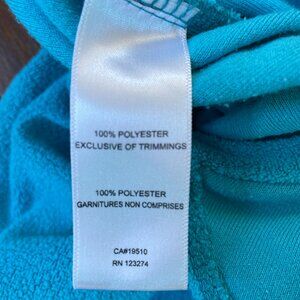 100% POLYESTER
EXCLUSIVE OF TRIMMINGS
100% POLYESTER
GARNITURES NON COMPRISES
CA#19510
RN 123274